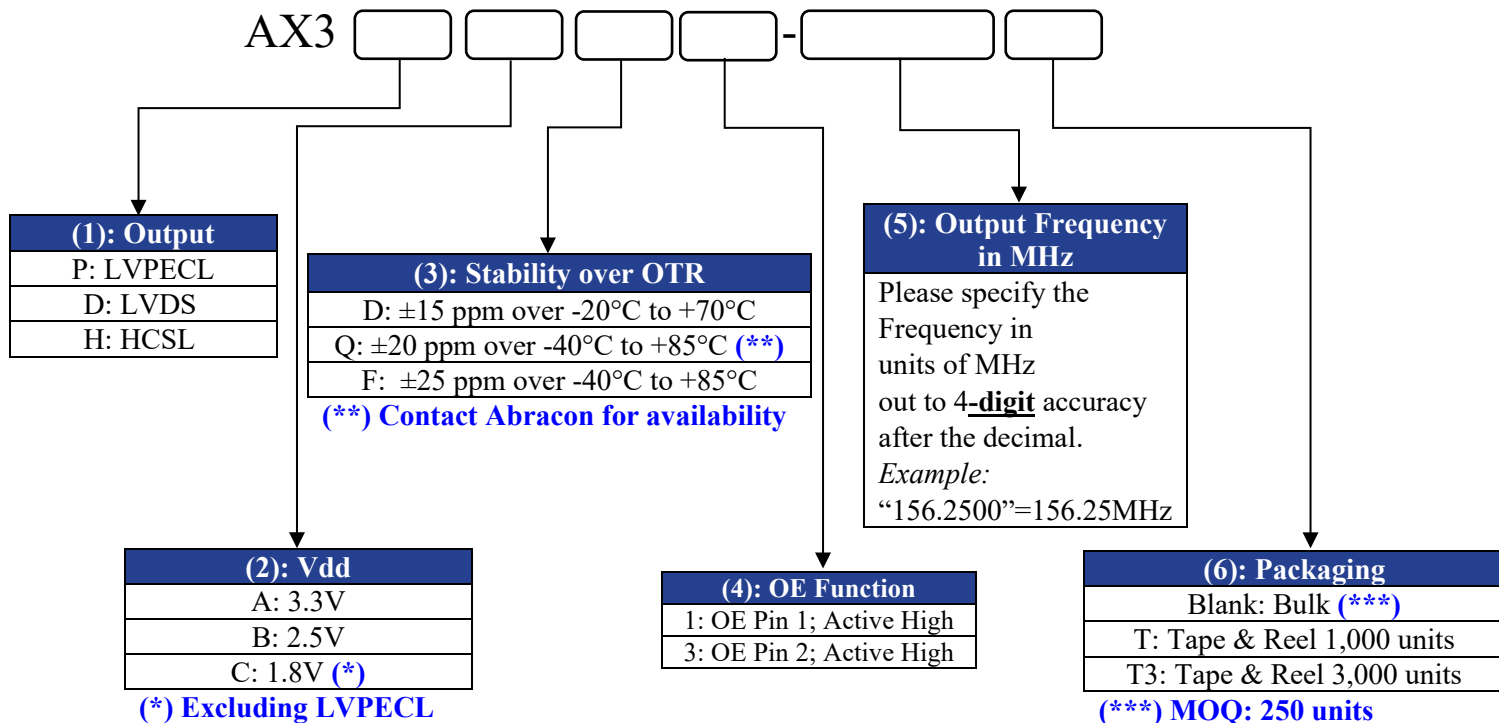 AX3 -
(1): Output
P: LVPECL
D: LVDS
H: HCSL
(2): Vdd
A: 3.3V
B: 2.5V
C: 1.8V (*)
(*) Excluding LVPECL
(3): Stability over OTR
D: ±15 ppm over -20°C to +70°C
Q: ±20 ppm over -40°C to +85°C (**)
F: ±25 ppm over -40°C to +85°C
(**) Contact Abracon for availability
(4): OE Function
1: OE Pin 1; Active High
3: OE Pin 2; Active High
(5): Output Frequency
in MHz
Please specify the
Frequency in
units of MHz
out to 4-digit accuracy
after the decimal.
Example:
“156.2500”=156.25MHz
(6): Packaging
Blank: Bulk (***)
T: Tape & Reel 1,000 units
T3: Tape & Reel 3,000 units
(***) MOQ: 250 units